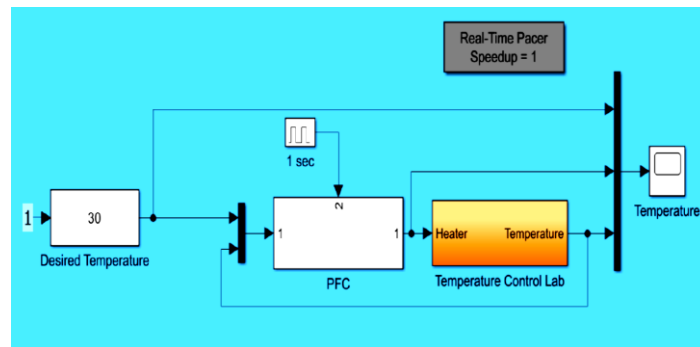 Real-Time Pacer
Speedup = 1
1 sec
1
30
Desired Temperature
2
1
1
PFC
Heater
Temperature
Temperature Control Lab
Temperature